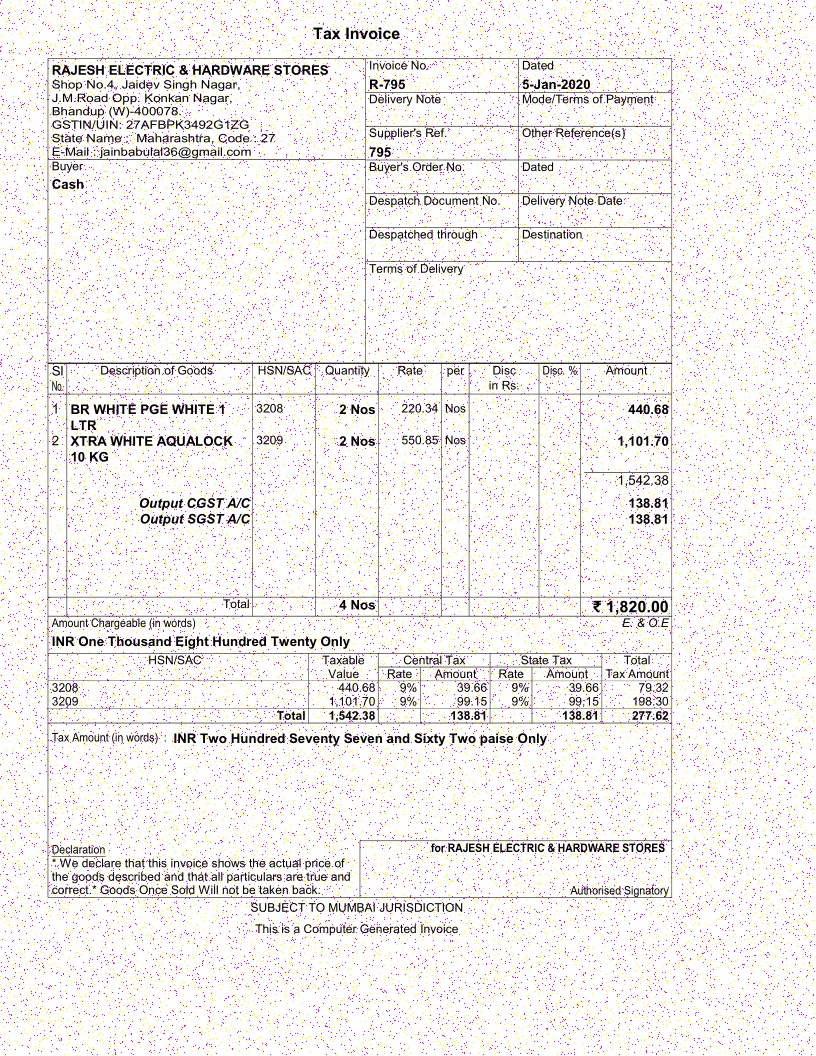 Tax Invoice
RAJESH ELECTRIC & HARDWARE STORES
Shop No.4, Jaidev Singh Nagar,
J.M.Road Opp. Konkan Nagar,
Bhandup (W)-400078.
GSTIN/UIN: 27AFBPK3492G1ZG
State Name : Maharashtra, Code : 27
E-Mail : jainbabulal36@gmail.com
Invoice No. Dated
R-795 5-Jan-2020
Delivery Note Mode/Terms of Payment
Supplier's Ref. Other Reference(s)
795
Buyer
Cash
Buyer's Order No. Dated
Despatch Document No. Delivery Note Date
Despatched through Destination
Terms of Delivery
Sl Description of Goods HSN/SAC Quantity Rate per Disc Disc. % Amount
No. in Rs.
1 BR WHITE PGE WHITE 1 3208 2 Nos 220.34 Nos 440.68
LTR
2 XTRA WHITE AQUALOCK 3209 2 Nos 550.85 Nos 1,101.70
10 KG
1,542.38
Output CGST A/C 138.81
Output SGST A/C 138.81
Total 4 Nos ₹ 1,820.00
Amount Chargeable (in words) E. & O.E
INR One Thousand Eight Hundred Twenty Only
HSN/SAC Taxable Central Tax State Tax Total
Value Rate Amount Rate Amount Tax Amount
3208 440.68 9% 39.66 9% 39.66 79.32
3209 1,101.70 9% 99.15 9% 99.15 198.30
Total 1,542.38 138.81 138.81 277.62
Tax Amount (in words) : INR Two Hundred Seventy Seven and Sixty Two paise Only
Declaration
*.We declare that this invoice shows the actual price of
the goods described and that all particulars are true and
correct.* Goods Once Sold Will not be taken back.
for RAJESH ELECTRIC & HARDWARE STORES
Authorised Signatory
SUBJECT TO MUMBAI JURISDICTION
This is a Computer Generated Invoice